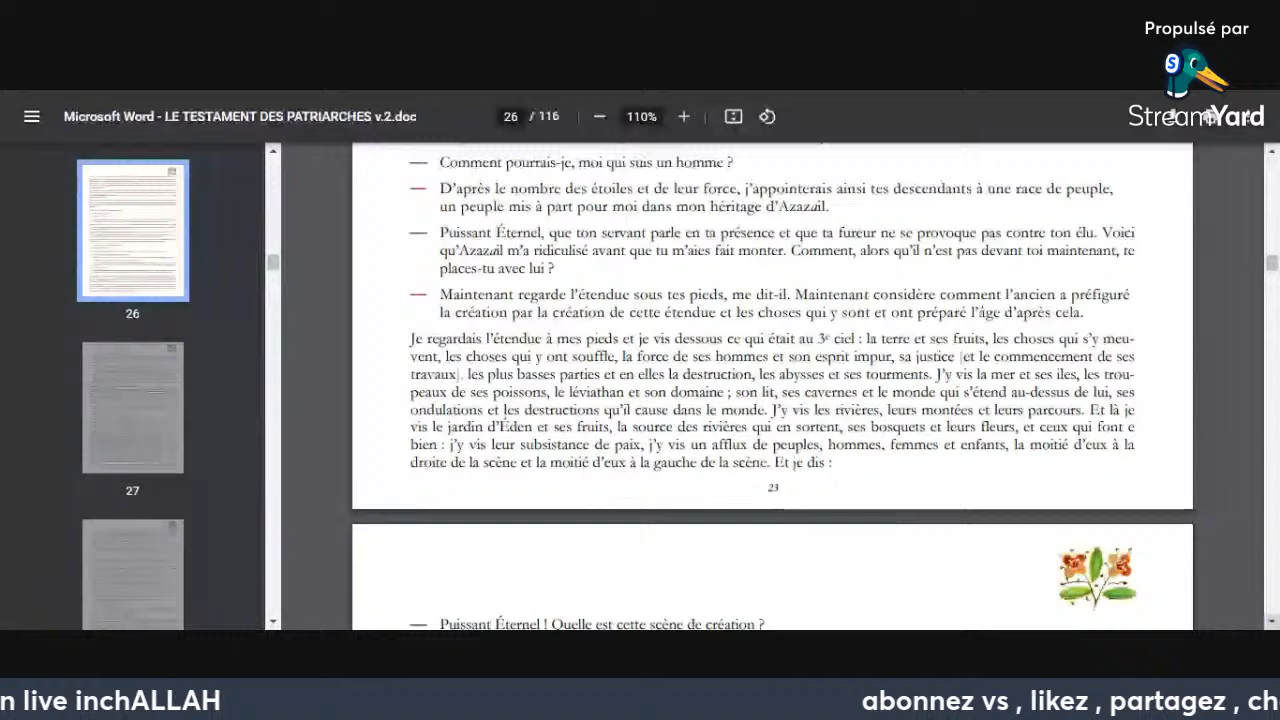 Propulsé par
StreamYard
Microsoft Word - LE TESTAMENT DES PATRIARCHES v.2.doc
26 / 116
110%
— Comment pourrais-je, moi qui suis un homme ?
— D'après le nombre des étoiles et de leur force, j'appointerais ainsi tes descendants à une race de peuple,
un peuple mis à part pour moi dans mon héritage d'Azazail.
— Puissant Éternel, que ton servant parle en ta présence et que ta fureur ne se provoque pas contre ton élu. Voici
qu'Azazail m'a ridiculisé avant que tu m'aies fait monter. Comment, alors qu'il n'est pas devant toi maintenant, te
places-tu avec lui ?
— Maintenant regarde l'étendue sous tes pieds, me dit-il. Maintenant considère comment l'ancien a préfiguré
la création par la création de cette étendue et les choses qui y sont et ont préparé l'âge d'après cela.
Je regardais l'étendue à mes pieds et je vis dessous ce qui était au 3e ciel : la terre et ses fruits, les choses qui s'y meu-
vent, les choses qui y ont souffle, la force de ses hommes et son esprit impur, sa justice [et le commencement de ses
travaux], les plus basses parties et en elles la destruction, les abysses et ses tourments. J'y vis la mer et ses iles, les trou-
peaux de ses poissons, le léviathan et son domaine ; son lit, ses cavernes et le monde qui s'étend au-dessus de lui, ses
ondulations et les destructions qu'il cause dans le monde. J'y vis les rivières, leurs montées et leurs parcours. Et là je
vis le jardin d'Éden et ses fruits, la source des rivières qui en sortent, ses bosquets et leurs fleurs, et ceux qui font e
bien : j'y vis leur subsistance de paix, j'y vis un afflux de peuples, hommes, femmes et enfants, la moitié d'eux à la
droite de la scène et la moitié d'eux à la gauche de la scène. Et je dis :
23
— Puissant Éternel ! Quelle est cette scène de création ?
26
27
n live inchALLAH
abonnez vs , likez , partagez , ch